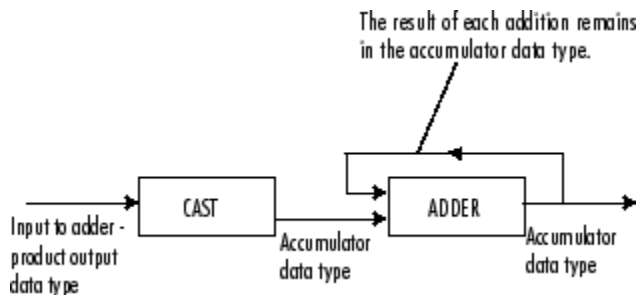 The result of each addition remains
in the accumulator data type.
CAST
ADDER
Input to adder -
product output
data type
Accumulator
data type
Accumulator
data type